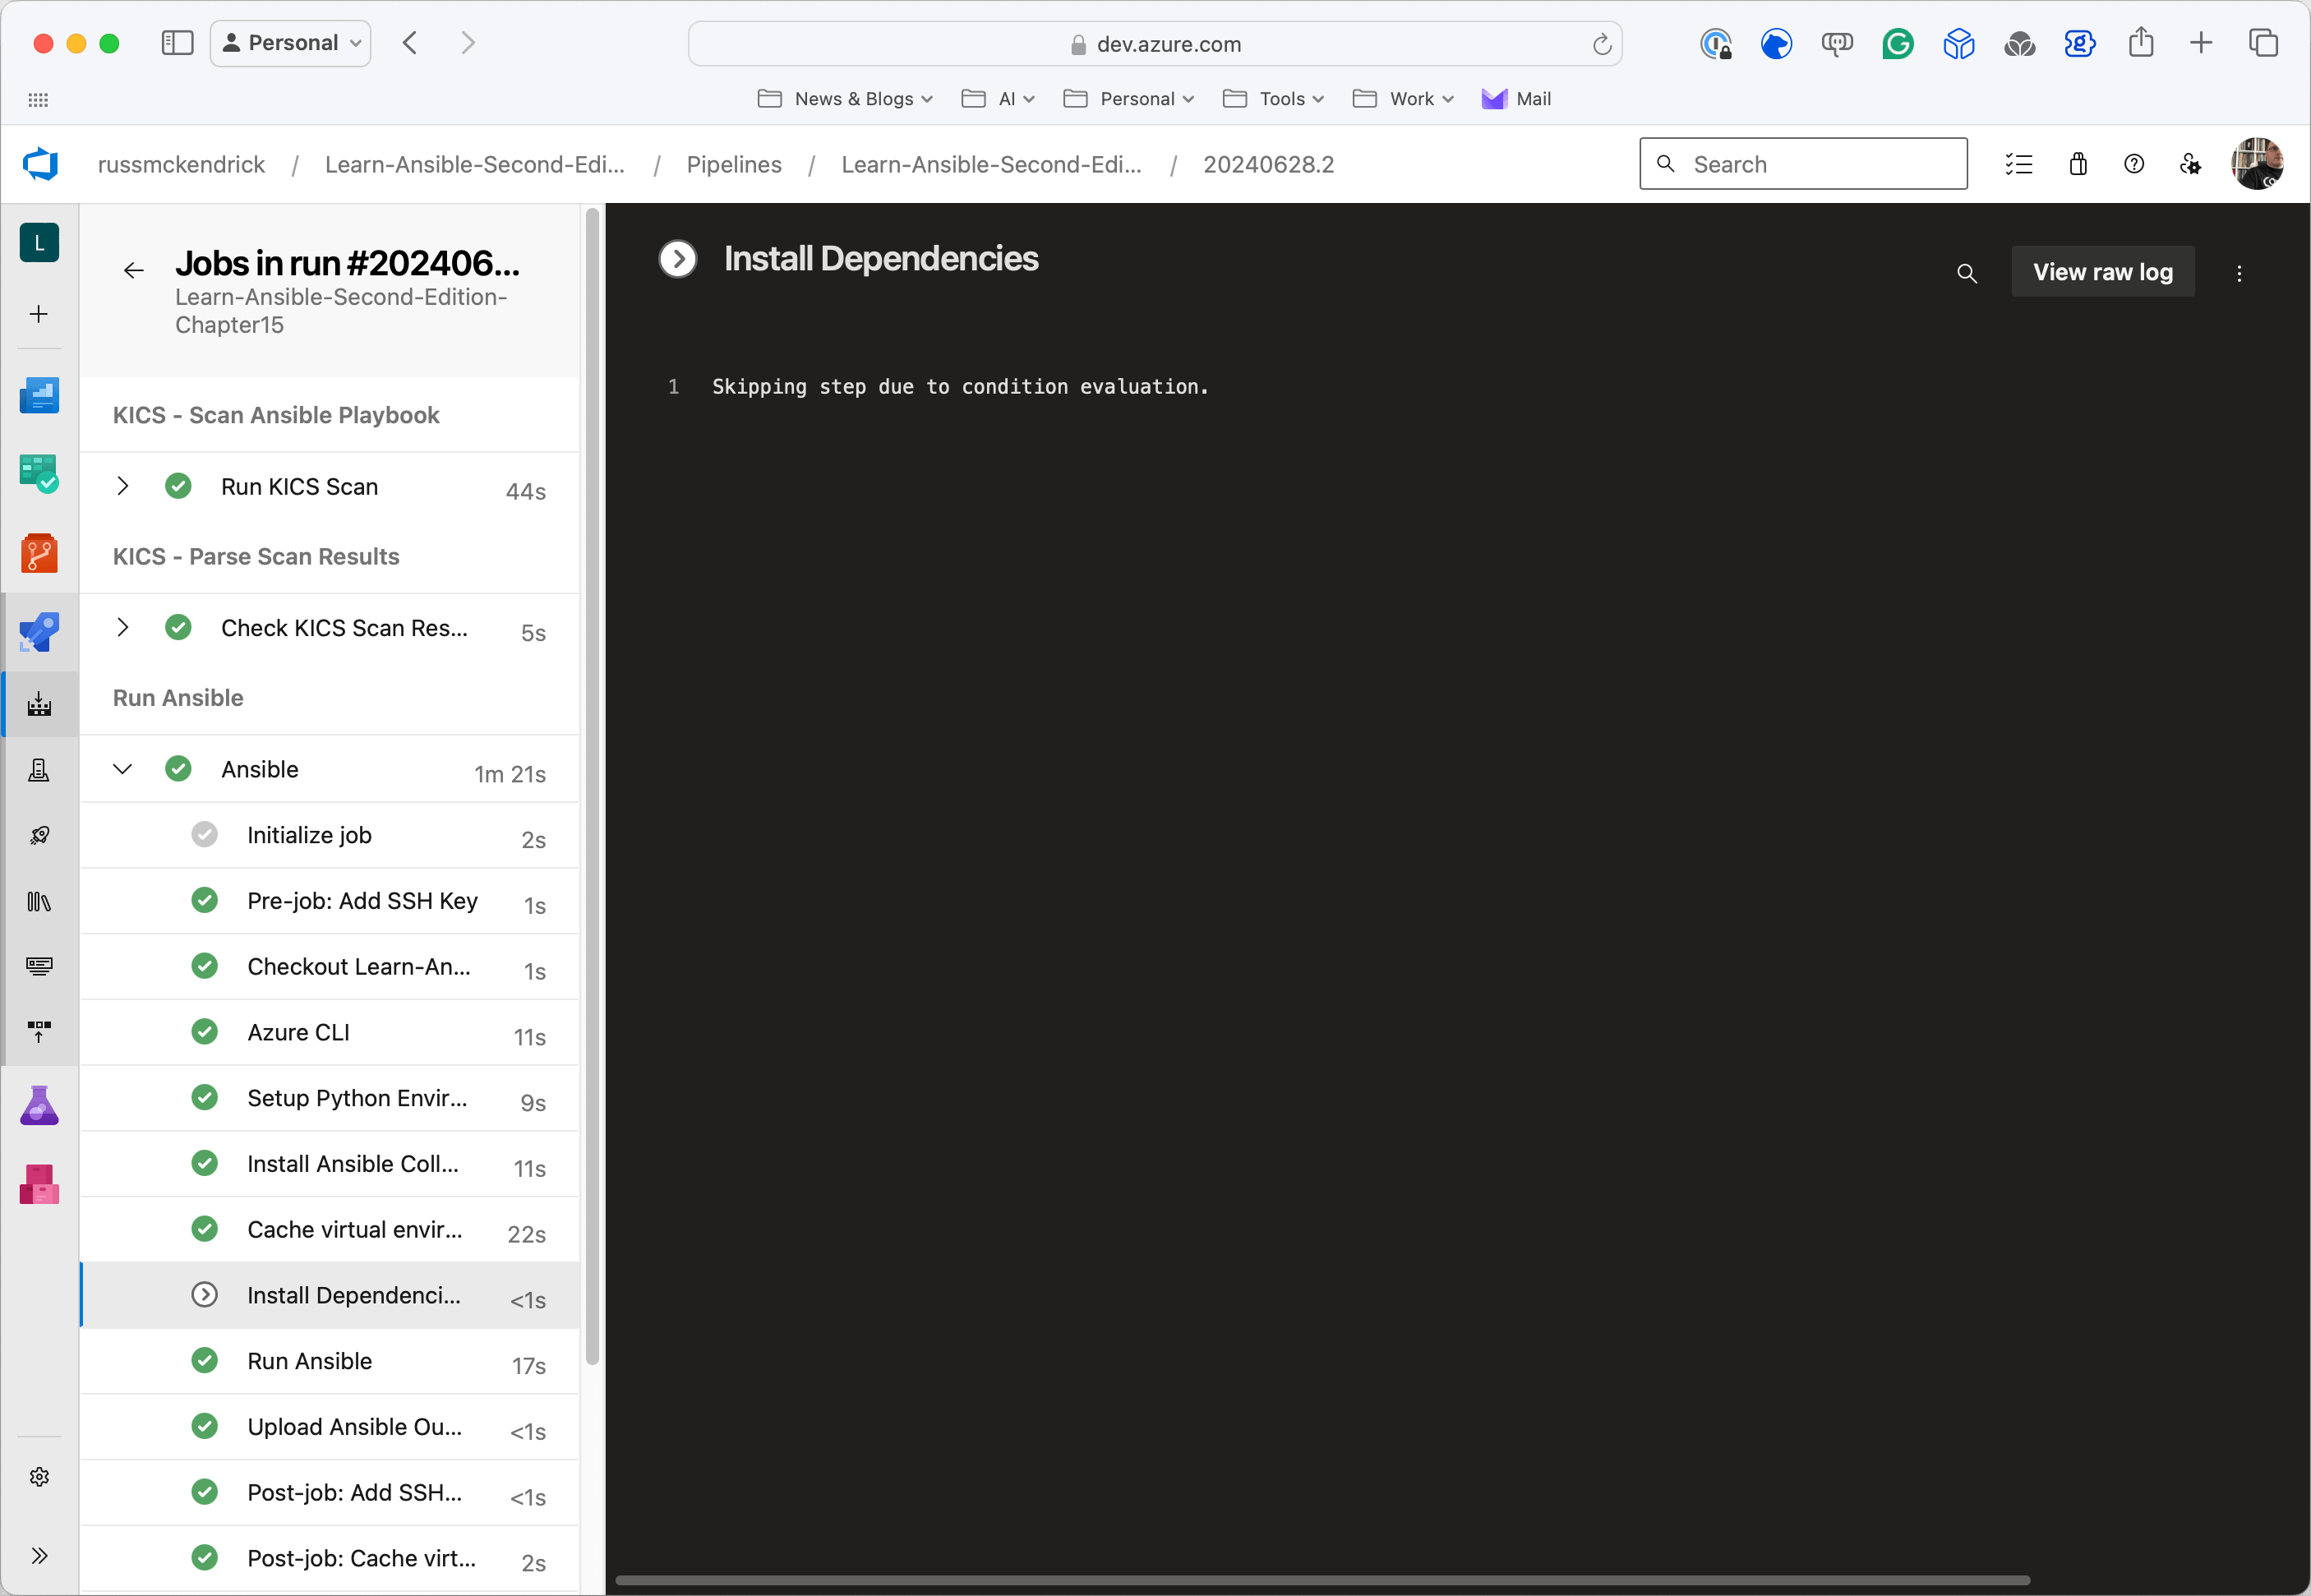 Personal
dev.azure.com
News & Blogs
AI
Personal
Tools
Work
Mail
russmckendrick / Learn-Ansible-Second-Edi... / Pipelines / Learn-Ansible-Second-Edi... / 20240628.2
Search
L
Jobs in run #202406...
Learn-Ansible-Second-Edition-
Chapter15
KICS - Scan Ansible Playbook
Run KICS Scan 44s
KICS - Parse Scan Results
Check KICS Scan Res... 5s
Run Ansible
Ansible 1m 21s
Initialize job 2s
Pre-job: Add SSH Key 1s
Checkout Learn-An... 1s
Azure CLI 11s
Setup Python Envir... 9s
Install Ansible Coll... 11s
Cache virtual envir... 22s
Install Dependenci... <1s
Run Ansible 17s
Upload Ansible Ou... <1s
Post-job: Add SSH... <1s
Post-job: Cache virt... 2s
Install Dependencies
View raw log
1 Skipping step due to condition evaluation.